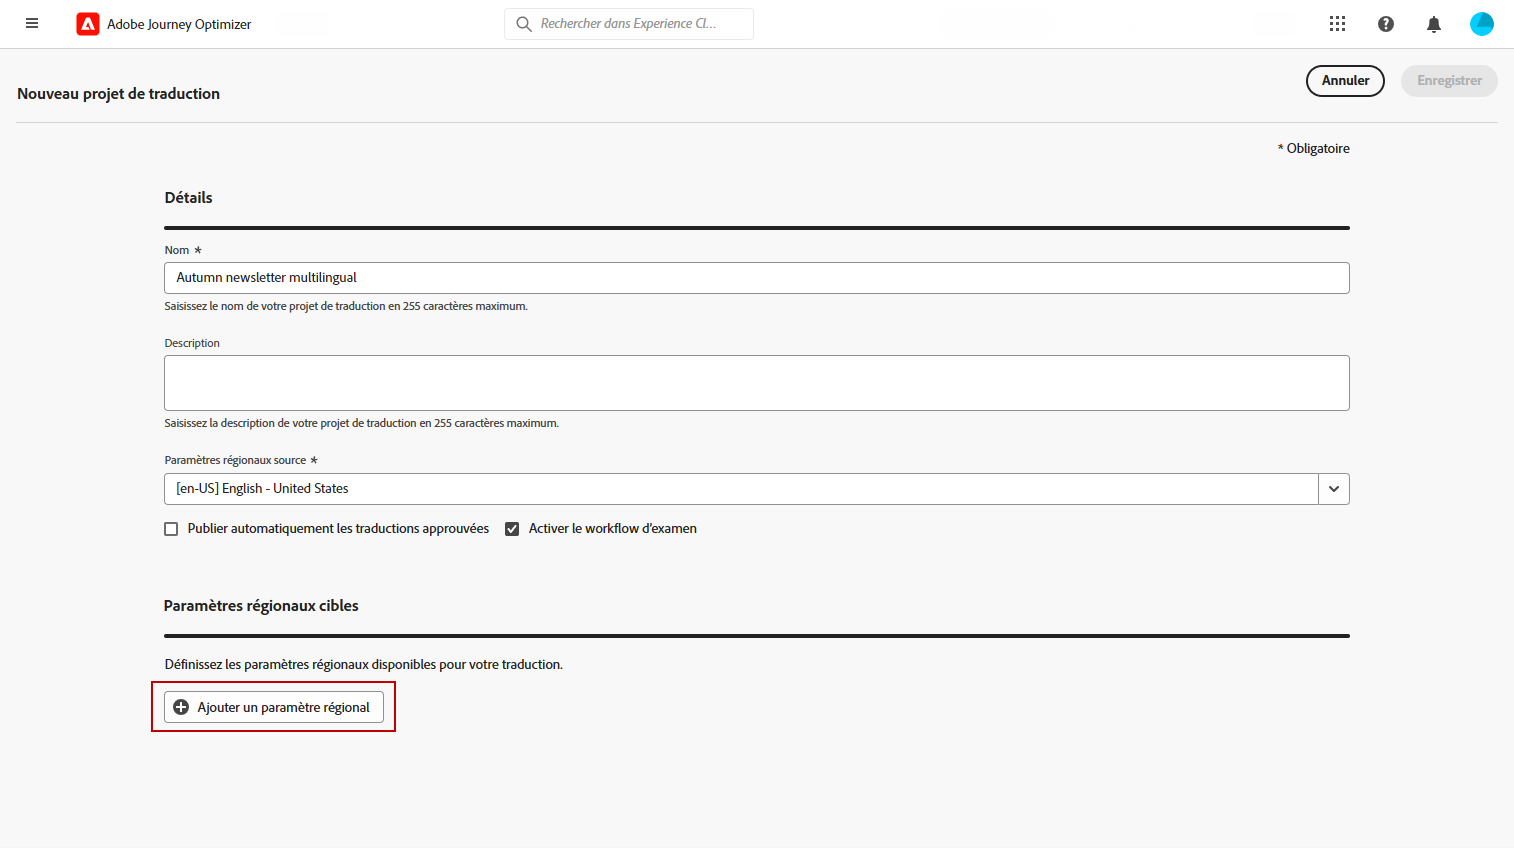 Adobe Journey Optimizer
Rechercher dans Experience Cl...
Nouveau projet de traduction
Annuler
Enregistrer
* Obligatoire
Détails
Nom *
Autumn newsletter multilingual
Saisissez le nom de votre projet de traduction en 255 caractères maximum.
Description
Saisissez la description de votre projet de traduction en 255 caractères maximum.
Paramètres régionaux source *
[en-US] English - United States
Publier automatiquement les traductions approuvées
Activer le workflow d'examen
Paramètres régionaux cibles
Définissez les paramètres régionaux disponibles pour votre traduction.
Ajouter un paramètre régional